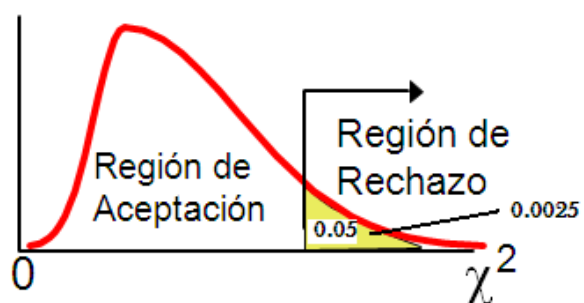 Región de
Aceptación
Región de
Rechazo
0.05
0.0025
0
χ²